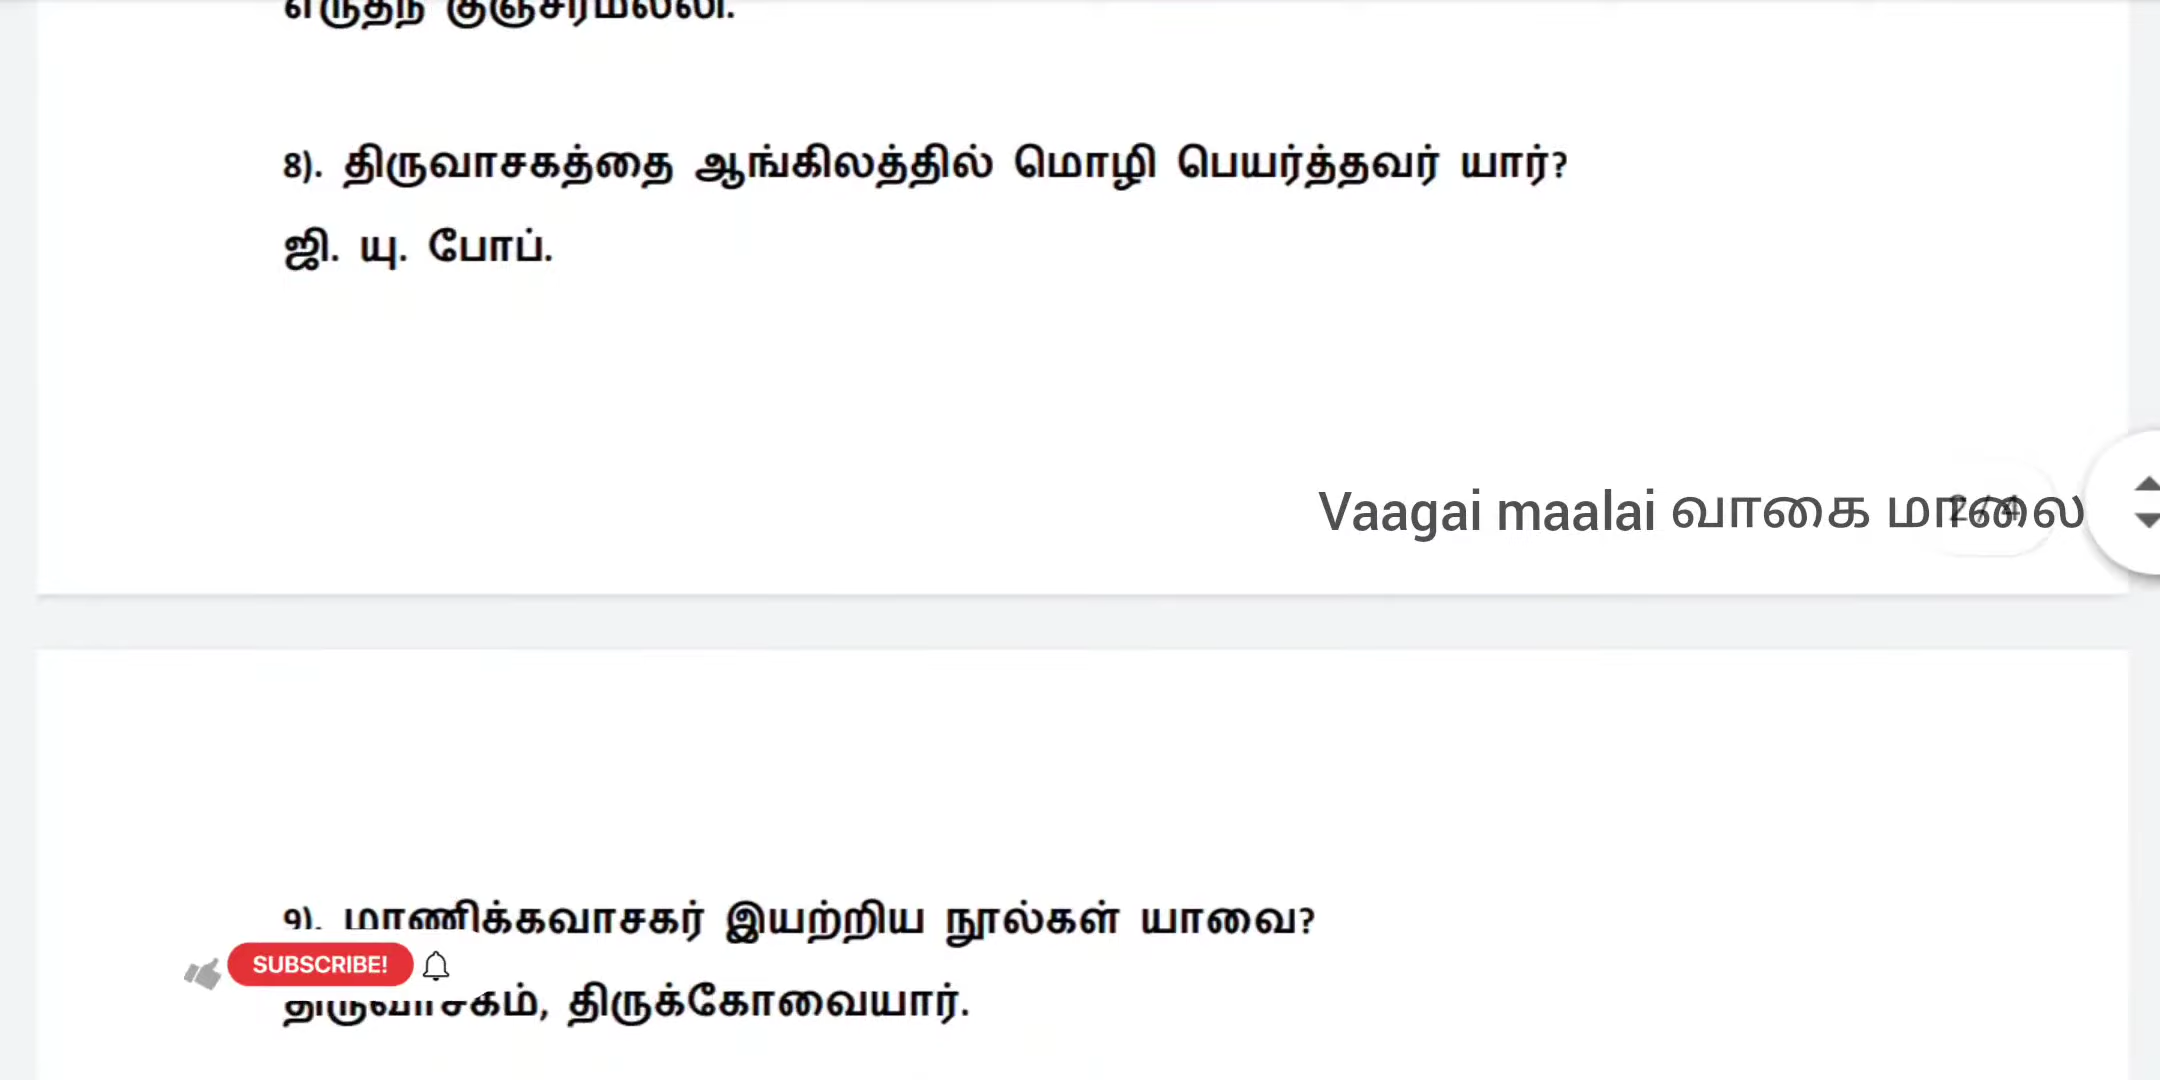 8). திருவாசகத்தை ஆங்கிலத்தில் மொழி பெயர்த்தவர் யார்?
ஜி. யு. போப்.
Vaagai maalai வாகை மாலை
9). மாணிக்கவாசகர் இயற்றிய நூல்கள் யாவை?
SUBSCRIBE!
திருவாசகம், திருக்கோவையார்.